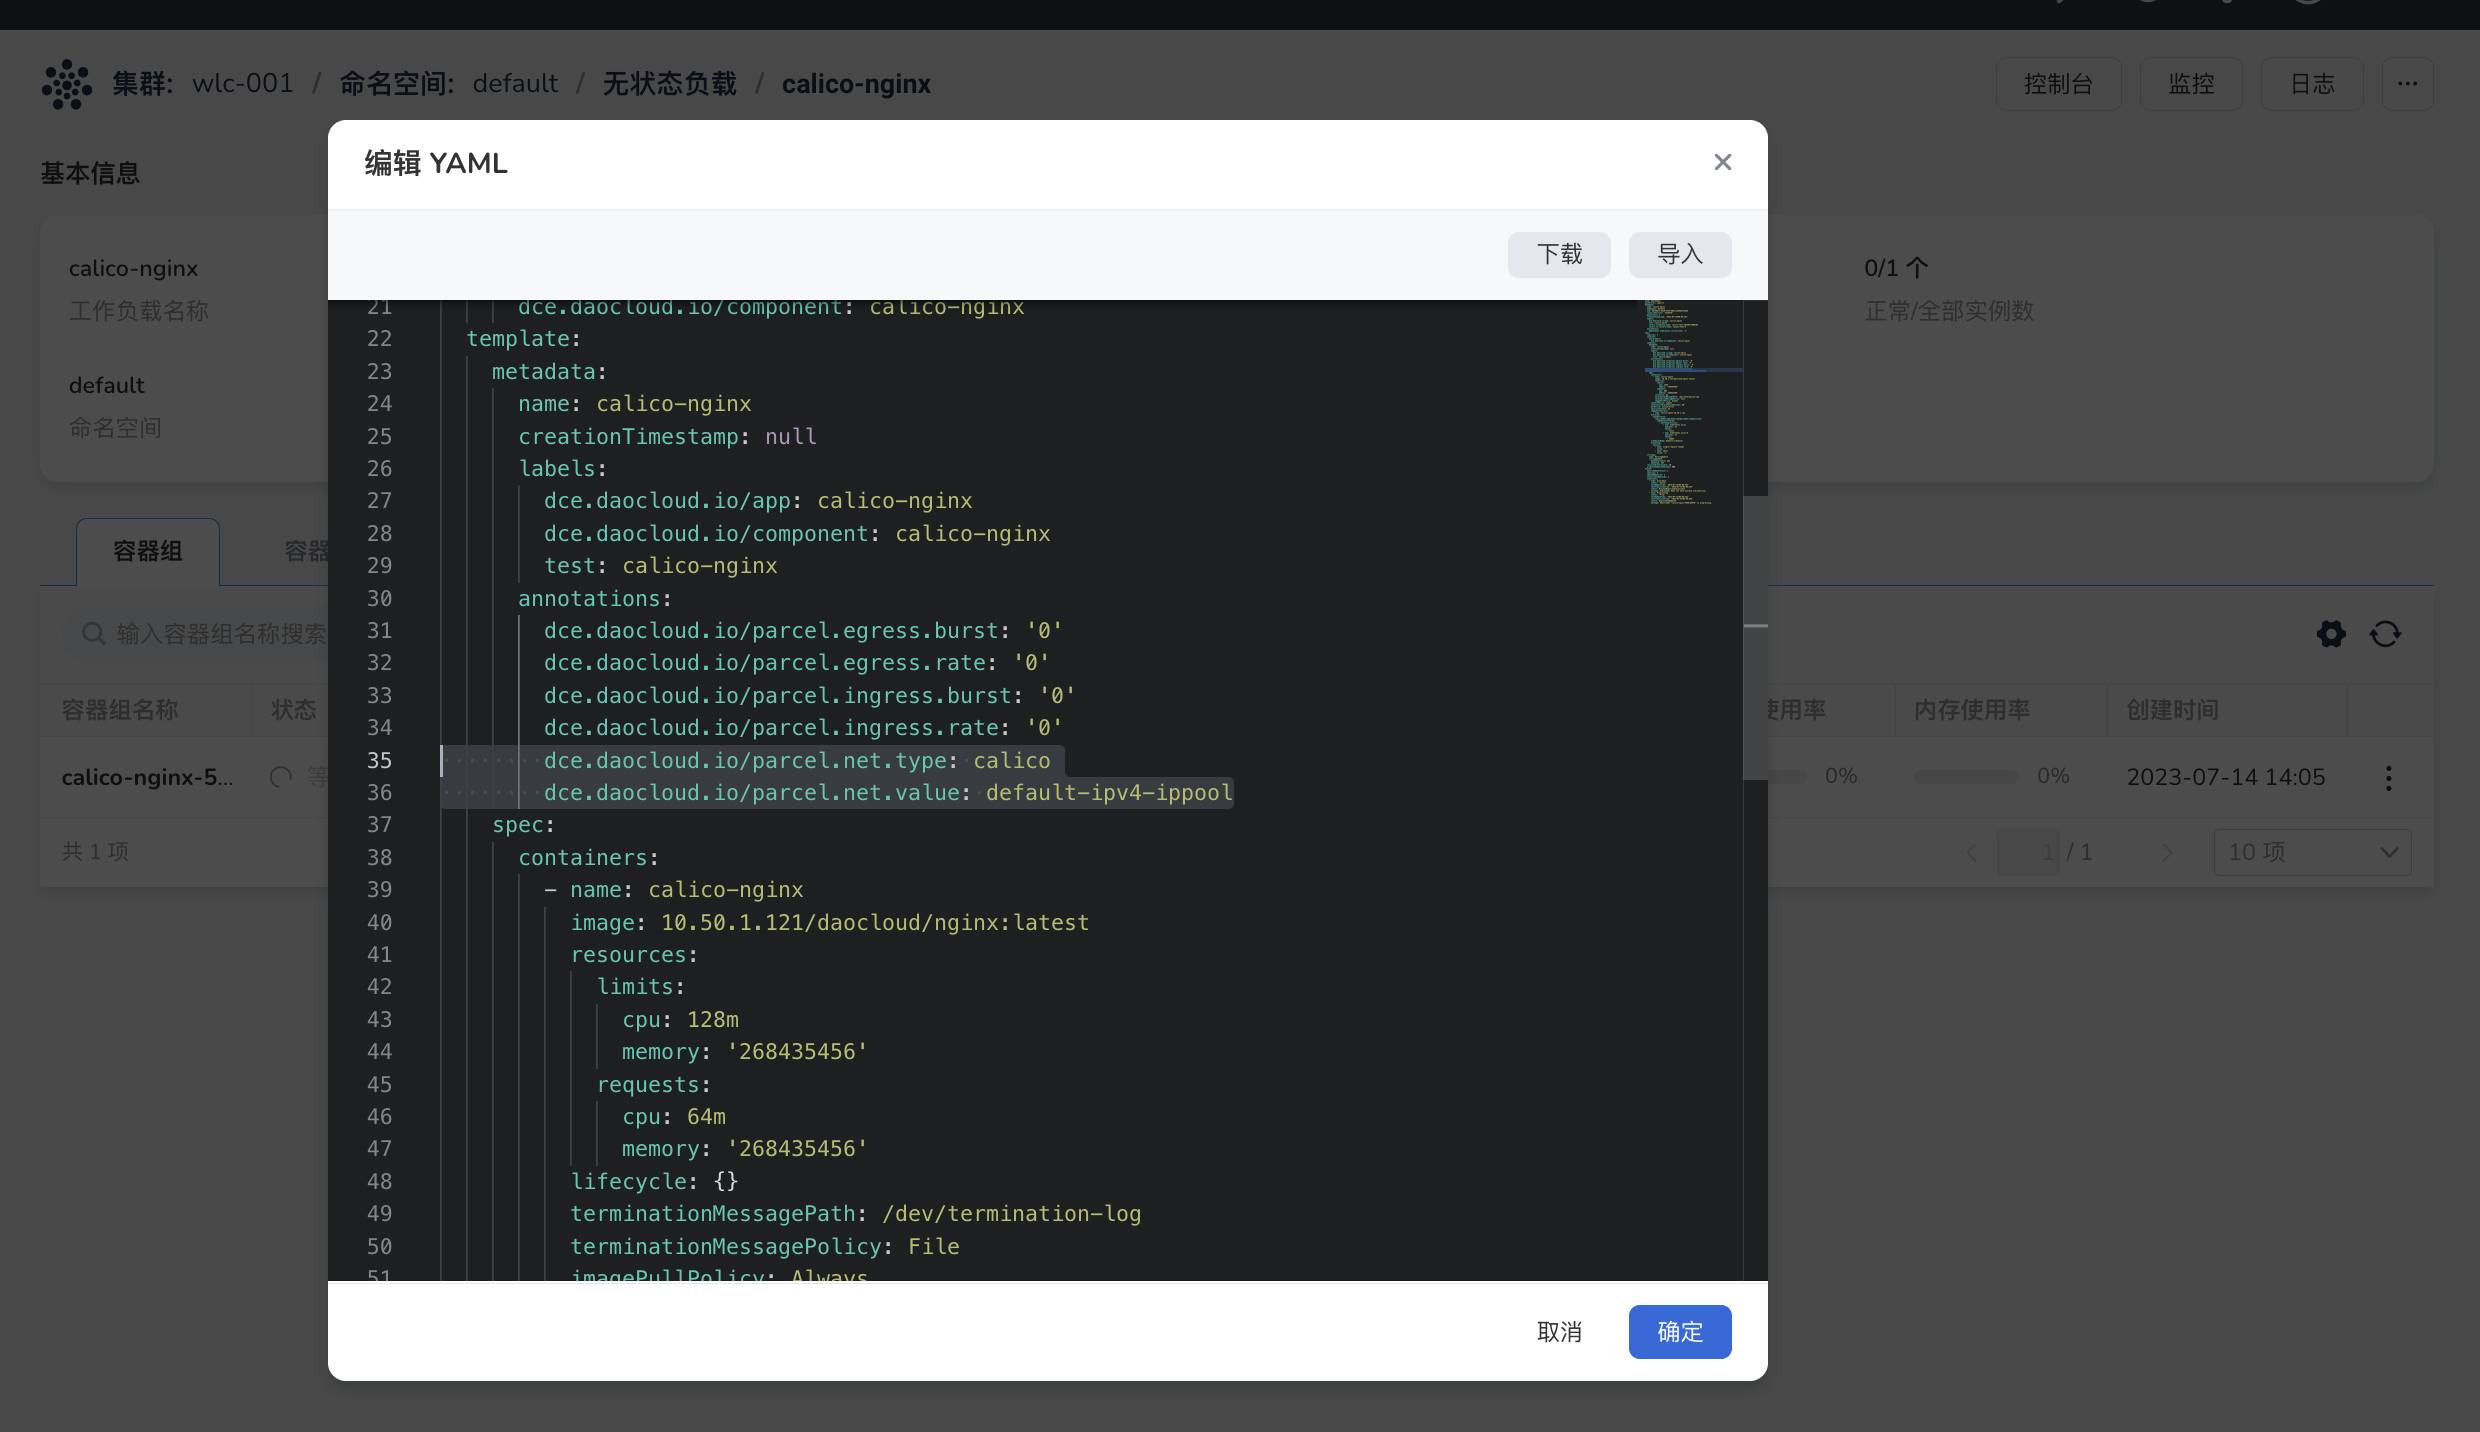 集群: wlc-001 / 命名空间: default / 无状态负载 / calico-nginx
控制台 监控 日志 ···
基本信息
编辑 YAML
下载 导入
calico-nginx
工作负载名称
0/1 个
正常/全部实例数
default
命名空间
21 dce.daocloud.io/component: calico-nginx
22 template:
23 metadata:
24 name: calico-nginx
25 creationTimestamp: null
26 labels:
27 dce.daocloud.io/app: calico-nginx
28 dce.daocloud.io/component: calico-nginx
29 test: calico-nginx
30 annotations:
31 dce.daocloud.io/parcel.egress.burst: '0'
32 dce.daocloud.io/parcel.egress.rate: '0'
33 dce.daocloud.io/parcel.ingress.burst: '0'
34 dce.daocloud.io/parcel.ingress.rate: '0'
35 dce.daocloud.io/parcel.net.type: calico
36 dce.daocloud.io/parcel.net.value: default-ipv4-ippool
37 spec:
38 containers:
39 - name: calico-nginx
40 image: 10.50.1.121/daocloud/nginx:latest
41 resources:
42 limits:
43 cpu: 128m
44 memory: '268435456'
45 requests:
46 cpu: 64m
47 memory: '268435456'
48 lifecycle: {}
49 terminationMessagePath: /dev/termination-log
50 terminationMessagePolicy: File
51 imagePullPolicy: Always
容器组 容器
输入容器组名称搜索
容器组名称 状态 使用率 内存使用率 创建时间
calico-nginx-5... 等 0% 0% 2023-07-14 14:05
共 1 项 1 / 1 10 项
取消 确定